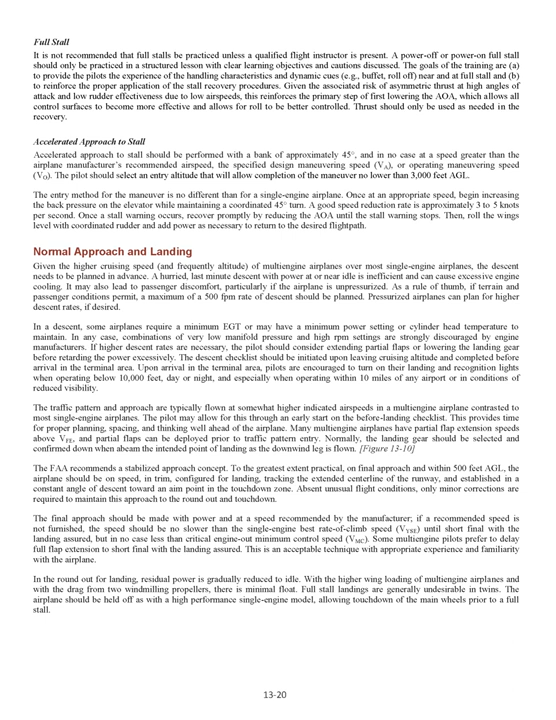 Full Stall
It is not recommended that full stalls be practiced unless a qualified flight instructor is present. A power-off or power-on full stall
should only be practiced in a structured lesson with clear learning objectives and cautions discussed. The goals of the training are (a)
to provide the pilots the experience of the handling characteristics and dynamic cues (e.g., buffet, roll off) near and at full stall and (b)
to reinforce the proper application of the stall recovery procedures. Given the associated risk of asymmetric thrust at high angles of
attack and low rudder effectiveness due to low airspeeds, this reinforces the primary step of first lowering the AOA, which allows all
control surfaces to become more effective and allows for roll to be better controlled. Thrust should only be used as needed in the
recovery.
Accelerated Approach to Stall
Accelerated approach to stall should be performed with a bank of approximately 45°, and in no case at a speed greater than the
airplane manufacturer's recommended airspeed, the specified design maneuvering speed (VA), or operating maneuvering speed
(VO). The pilot should select an entry altitude that will allow completion of the maneuver no lower than 3,000 feet AGL.
The entry method for the maneuver is no different than for a single-engine airplane. Once at an appropriate speed, begin increasing
the back pressure on the elevator while maintaining a coordinated 45° turn. A good speed reduction rate is approximately 3 to 5 knots
per second. Once a stall warning occurs, recover promptly by reducing the AOA until the stall warning stops. Then, roll the wings
level with coordinated rudder and add power as necessary to return to the desired flightpath.
Normal Approach and Landing
Given the higher cruising speed (and frequently altitude) of multiengine airplanes over most single-engine airplanes, the descent
needs to be planned in advance. A hurried, last minute descent with power at or near idle is inefficient and can cause excessive engine
cooling. It may also lead to passenger discomfort, particularly if the airplane is unpressurized. As a rule of thumb, if terrain and
passenger conditions permit, a maximum of a 500 fpm rate of descent should be planned. Pressurized airplanes can plan for higher
descent rates, if desired.
In a descent, some airplanes require a minimum EGT or may have a minimum power setting or cylinder head temperature to
maintain. In any case, combinations of very low manifold pressure and high rpm settings are strongly discouraged by engine
manufacturers. If higher descent rates are necessary, the pilot should consider extending partial flaps or lowering the landing gear
before retarding the power excessively. The descent checklist should be initiated upon leaving cruising altitude and completed before
arrival in the terminal area. Upon arrival in the terminal area, pilots are encouraged to turn on their landing and recognition lights
when operating below 10,000 feet, day or night, and especially when operating within 10 miles of any airport or in conditions of
reduced visibility.
The traffic pattern and approach are typically flown at somewhat higher indicated airspeeds in a multiengine airplane contrasted to
most single-engine airplanes. The pilot may allow for this through an early start on the before-landing checklist. This provides time
for proper planning, spacing, and thinking well ahead of the airplane. Many multiengine airplanes have partial flap extension speeds
above VFE, and partial flaps can be deployed prior to traffic pattern entry. Normally, the landing gear should be selected and
confirmed down when abeam the intended point of landing as the downwind leg is flown. [Figure 13-10]
The FAA recommends a stabilized approach concept. To the greatest extent practical, on final approach and within 500 feet AGL, the
airplane should be on speed, in trim, configured for landing, tracking the extended centerline of the runway, and established in a
constant angle of descent toward an aim point in the touchdown zone. Absent unusual flight conditions, only minor corrections are
required to maintain this approach to the round out and touchdown.
The final approach should be made with power and at a speed recommended by the manufacturer; if a recommended speed is
not furnished, the speed should be no slower than the single-engine best rate-of-climb speed (VYSE) until short final with the
landing assured, but in no case less than critical engine-out minimum control speed (VMC). Some multiengine pilots prefer to delay
full flap extension to short final with the landing assured. This is an acceptable technique with appropriate experience and familiarity
with the airplane.
In the round out for landing, residual power is gradually reduced to idle. With the higher wing loading of multiengine airplanes and
with the drag from two windmilling propellers, there is minimal float. Full stall landings are generally undesirable in twins. The
airplane should be held off as with a high performance single-engine model, allowing touchdown of the main wheels prior to a full
stall.
13-20